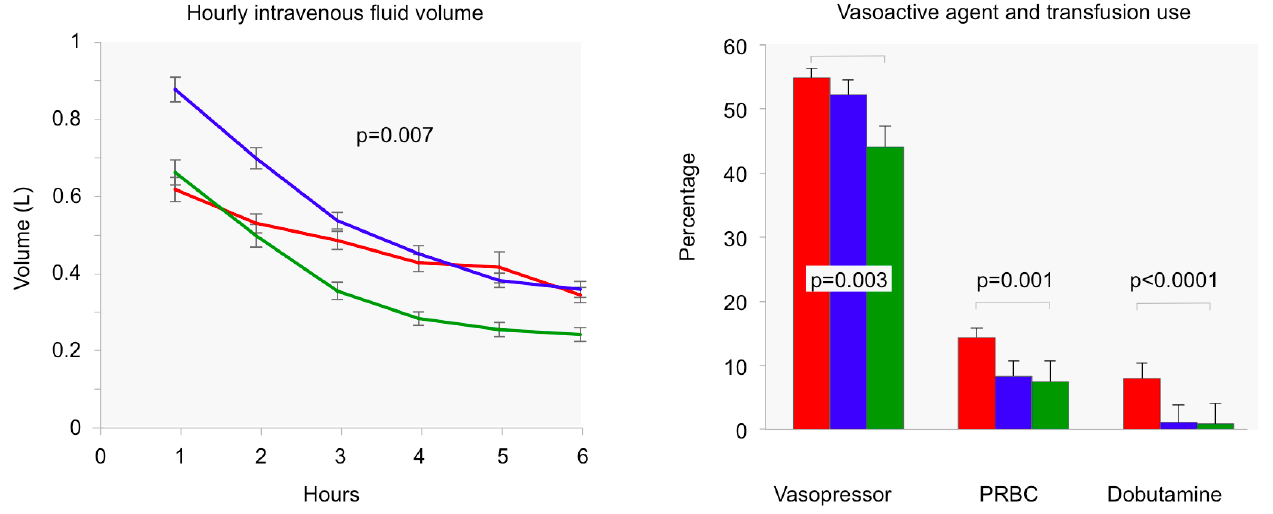 Hourly intravenous fluid volume
1
0.8
0.6
0.4
0.2
0
Volume (L)
p=0.007
0 1 2 3 4 5 6
Hours
Vasoactive agent and transfusion use
60
50
40
30
20
10
0
Percentage
p=0.003 p=0.001 p<0.0001
Vasopressor PRBC Dobutamine